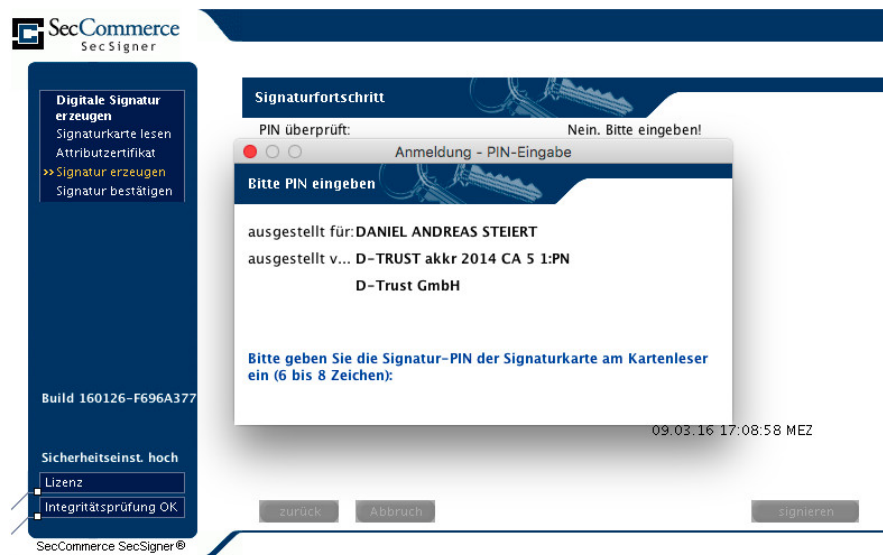 SecCommerce
SecSigner
Digitale Signatur
erzeugen
Signaturkarte lesen
Attributzertifikat
>> Signatur erzeugen
Signatur bestätigen
Build 160126-F696A377
Sicherheitseinst. hoch
Lizenz
Integritätsprüfung OK
SecCommerce SecSigner®
Signaturfortschritt
PIN überprüft: Nein. Bitte eingeben!
Anmeldung - PIN-Eingabe
Bitte PIN eingeben
ausgestellt für: DANIEL ANDREAS STEIERT
ausgestellt v... D-TRUST akkr 2014 CA 5 1:PN
D-Trust GmbH
Bitte geben Sie die Signatur-PIN der Signaturkarte am Kartenleser
ein (6 bis 8 Zeichen):
09.03.16 17:08:58 MEZ
zurück Abbruch signieren